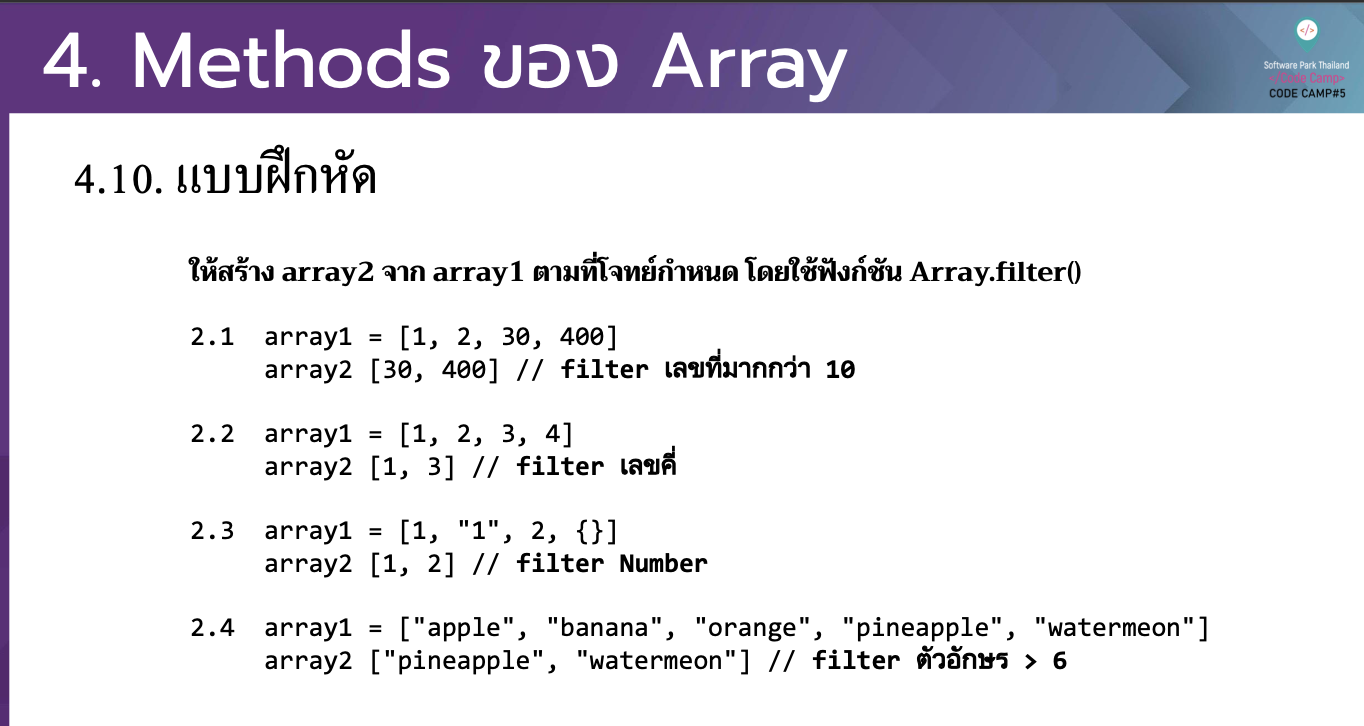 4. Methods ของ Array
</>
Software Park Thailand
</Code Camp>
CODE CAMP#5
4.10. แบบฝึกหัด
ให้สร้าง array2 จาก array1 ตามที่โจทย์กำหนด โดยใช้ฟังก์ชัน Array.filter()
2.1 array1 = [1, 2, 30, 400]
array2 [30, 400] // filter เลขที่มากกว่า 10
2.2 array1 = [1, 2, 3, 4]
array2 [1, 3] // filter เลขคี่
2.3 array1 = [1, "1", 2, {}]
array2 [1, 2] // filter Number
2.4 array1 = ["apple", "banana", "orange", "pineapple", "watermeon"]
array2 ["pineapple", "watermeon"] // filter ตัวอักษร > 6